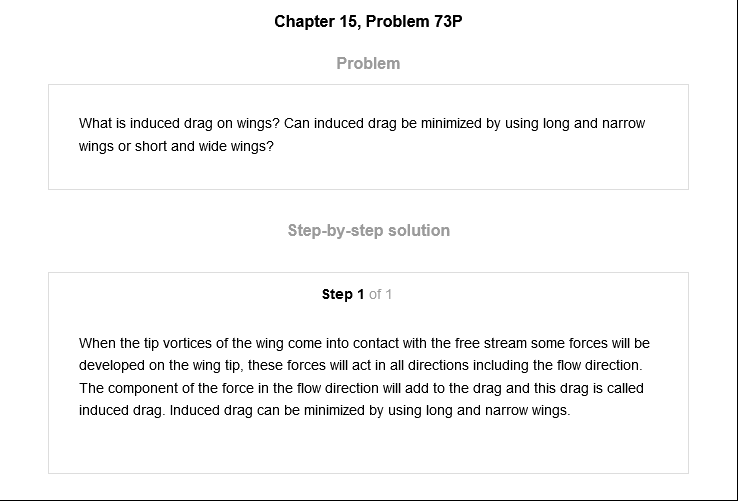 Chapter 15, Problem 73P
Problem
What is induced drag on wings? Can induced drag be minimized by using long and narrow
wings or short and wide wings?
Step-by-step solution
Step 1 of 1
When the tip vortices of the wing come into contact with the free stream some forces will be
developed on the wing tip, these forces will act in all directions including the flow direction.
The component of the force in the flow direction will add to the drag and this drag is called
induced drag. Induced drag can be minimized by using long and narrow wings.